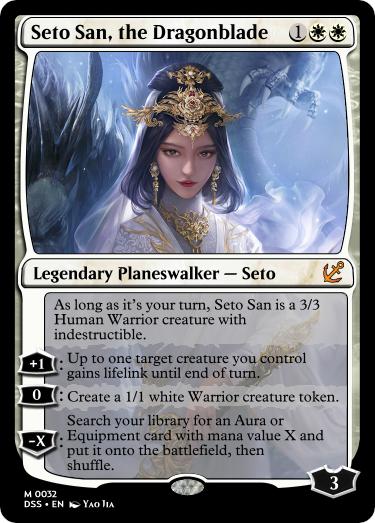 Seto San, the Dragonblade 1
Legendary Planeswalker — Seto
As long as it's your turn, Seto San is a 3/3
Human Warrior creature with
indestructible.
+1: Up to one target creature you control
gains lifelink until end of turn.
0: Create a 1/1 white Warrior creature token.
Search your library for an Aura or
-X: Equipment card with mana value X and
put it onto the battlefield, then
shuffle.
3
M 0032
DSS • EN Yao Jia